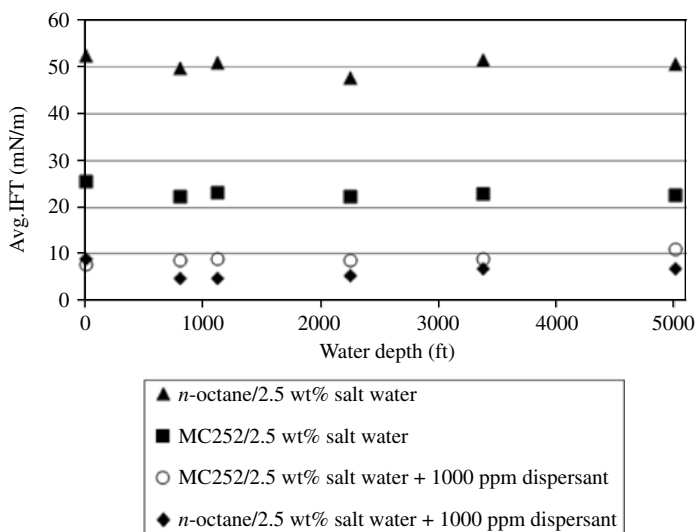 60
50
40
30
20
10
0
Avg.IFT (mN/m)
0 1000 2000 3000 4000 5000
Water depth (ft)
n-octane/2.5 wt% salt water
MC252/2.5 wt% salt water
MC252/2.5 wt% salt water + 1000 ppm dispersant
n-octane/2.5 wt% salt water + 1000 ppm dispersant